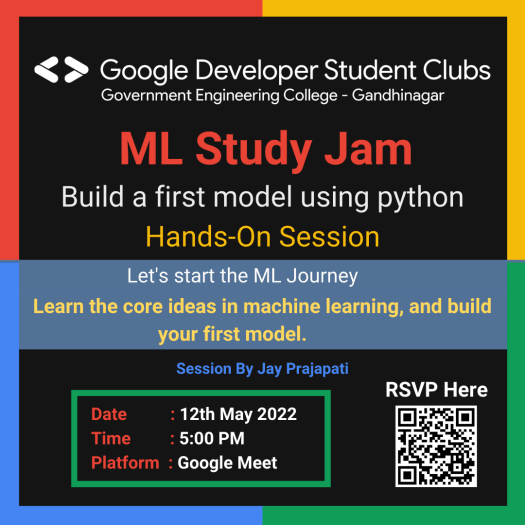 Google Developer Student Clubs
Government Engineering College - Gandhinagar
ML Study Jam
Build a first model using python
Hands-On Session
Let's start the ML Journey
Learn the core ideas in machine learning, and build
your first model.
Session By Jay Prajapati
RSVP Here
Date : 12th May 2022
Time : 5:00 PM
Platform : Google Meet